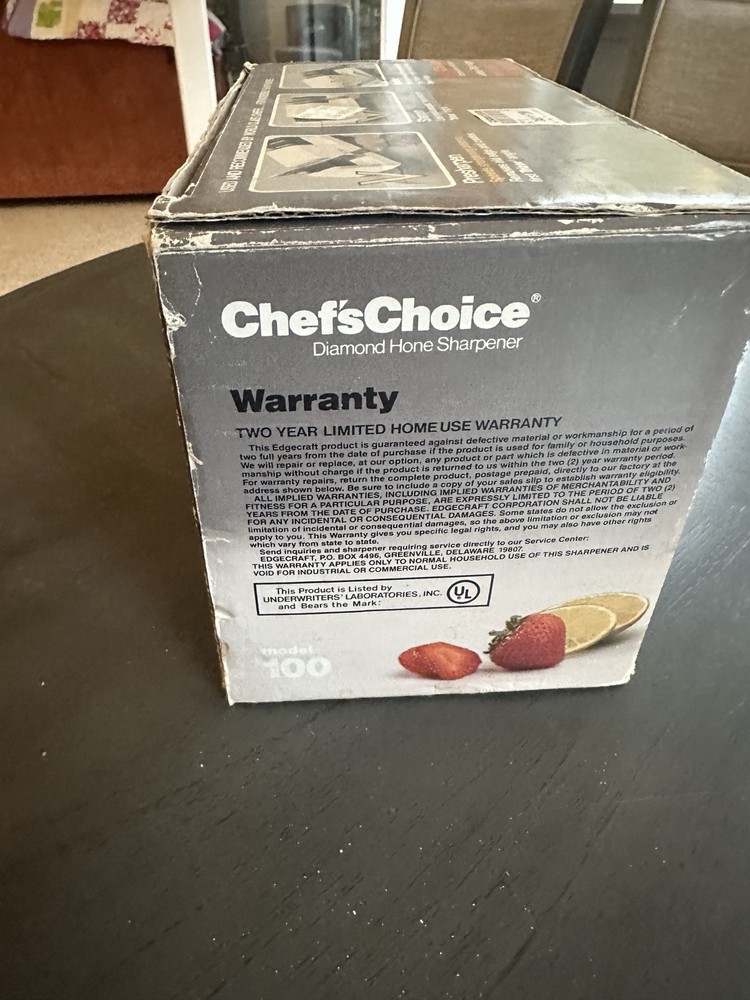 USED AND RECOMMENDED BY WORLD CLASS CHEFS
Chef'sChoice®
Diamond Hone Sharpener
Warranty
TWO YEAR LIMITED HOME USE WARRANTY
This Edgecraft product is guaranteed against defective material or workmanship for a period of
two full years from the date of purchase if the product is used for family or household purposes.
We will repair or replace, at our option, any product or part which is defective in material or work-
manship without charge if the product is returned to us within the two (2) year warranty period.
For warranty repairs, return the complete product, postage prepaid, directly to our factory at the
address shown below. Be sure to include a copy of your sales slip to establish warranty eligibility.
ALL IMPLIED WARRANTIES, INCLUDING IMPLIED WARRANTIES OF MERCHANTABILITY AND
FITNESS FOR A PARTICULAR PURPOSE, ARE EXPRESSLY LIMITED TO THE PERIOD OF TWO (2)
YEARS FROM THE DATE OF PURCHASE. EDGECRAFT CORPORATION SHALL NOT BE LIABLE
FOR ANY INCIDENTAL OR CONSEQUENTIAL DAMAGES. Some states do not allow the exclusion or
limitation of incidental or consequential damages, so the above limitation or exclusion may not
apply to you. This Warranty gives you specific legal rights, and you may also have other rights
which vary from state to state.
Send inquiries and sharpener requiring service directly to our Service Center:
EDGECRAFT, P.O. BOX 4496, GREENVILLE, DELAWARE 19807.
THIS WARRANTY APPLIES ONLY TO NORMAL HOUSEHOLD USE OF THIS SHARPENER AND IS
VOID FOR INDUSTRIAL OR COMMERCIAL USE.
This Product is Listed by
UNDERWRITERS' LABORATORIES, INC.
and Bears the Mark:
UL
model
100